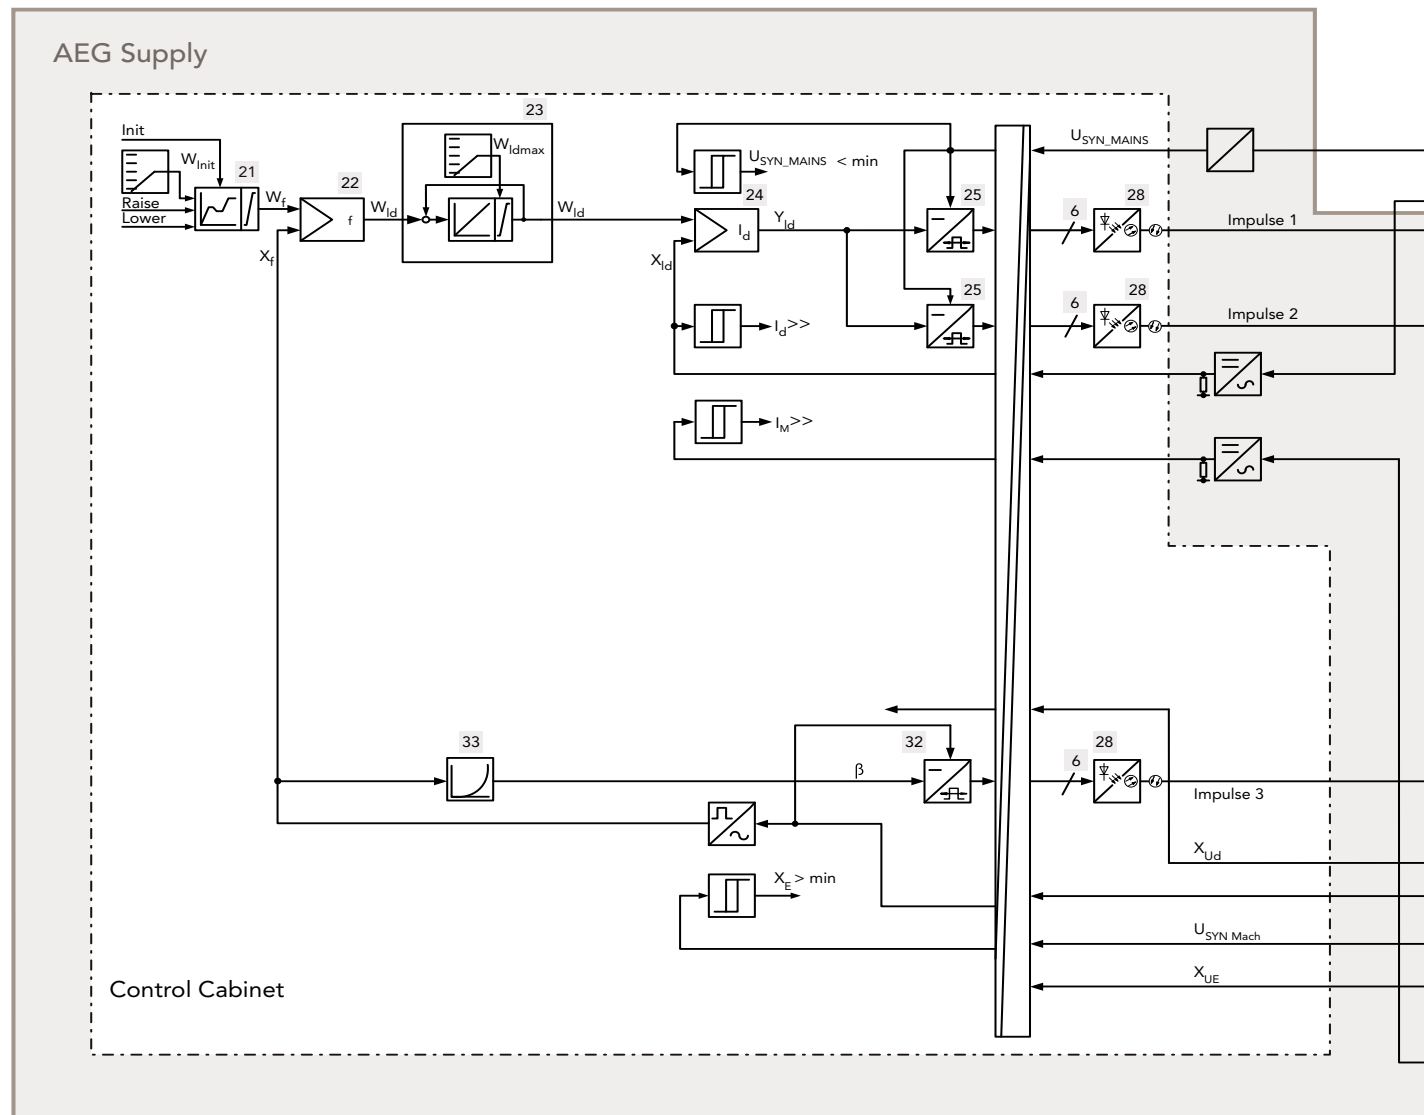 AEG Supply
23
Init
W_Init
W_Idmax
U_SYN_MAINS < min
U_SYN_MAINS
21
22
24
25
28
Raise
Lower
W_f
f
W_Id
W_Id
I_d
Y_Id
6
Impulse 1
X_f
X_Id
25
28
6
I_d>>
Impulse 2
I_M>>
33
32
28
6
β
Impulse 3
X_Ud
X_E > min
U_SYN Mach
X_UE
Control Cabinet